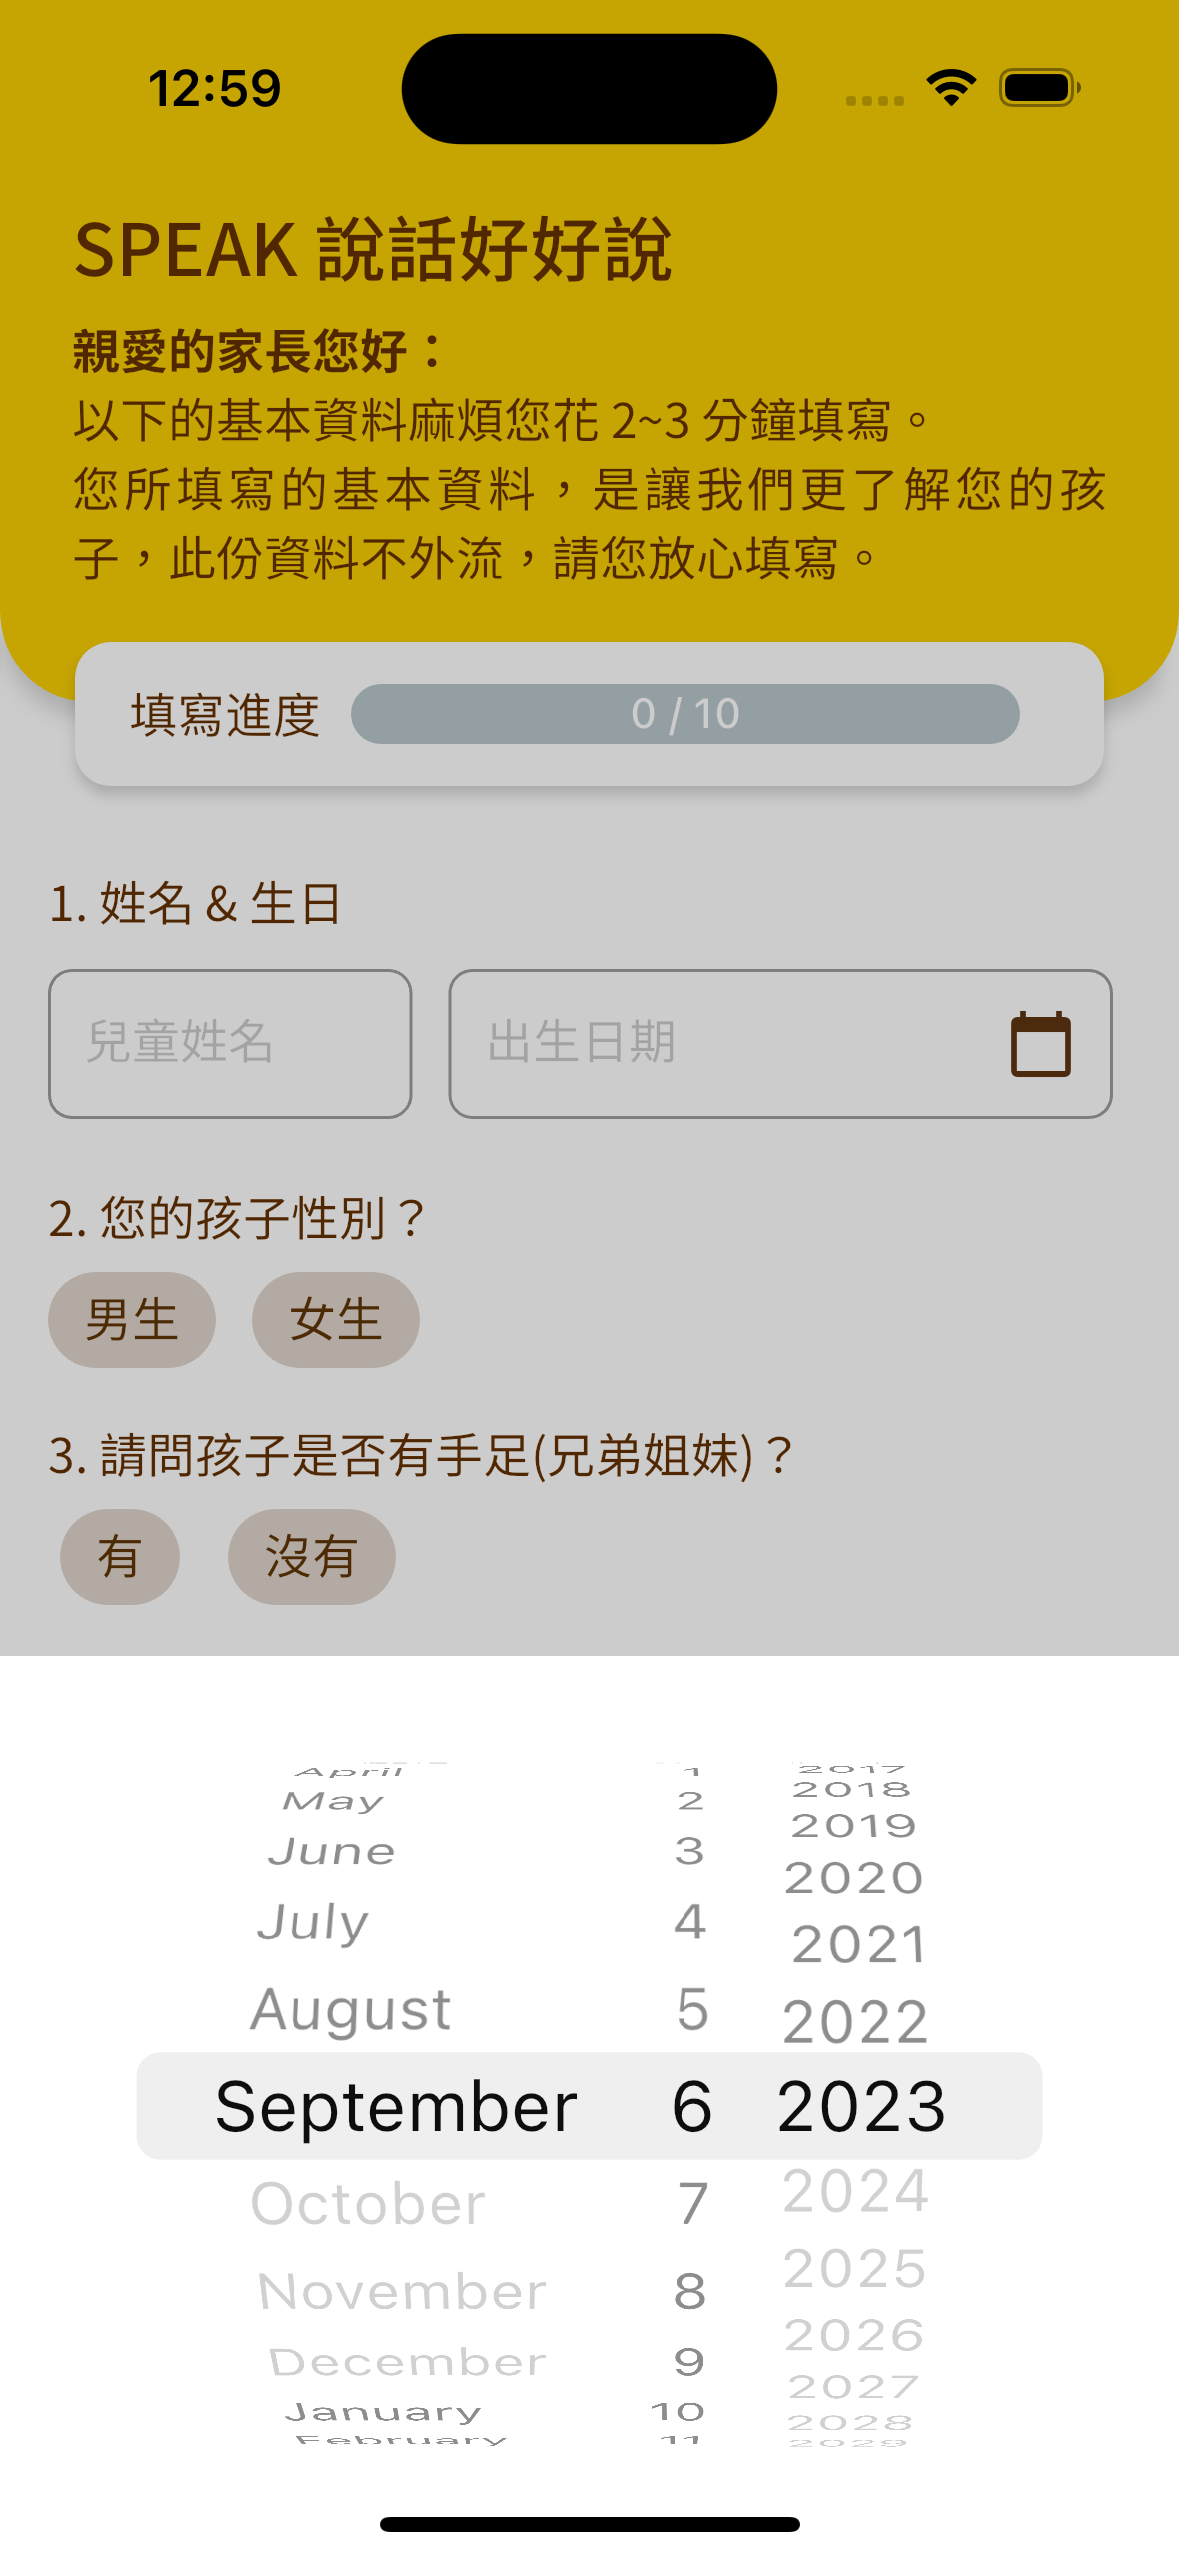 12:59
SPEAK 說話好好說
親愛的家長您好：
以下的基本資料麻煩您花 2~3 分鐘填寫。
您所填寫的基本資料，是讓我們更了解您的孩
子，此份資料不外流，請您放心填寫。
填寫進度 0 / 10
1. 姓名 & 生日
兒童姓名 出生日期
2. 您的孩子性別？
男生 女生
3. 請問孩子是否有手足(兄弟姐妹)？
有 沒有
April 1 2017
May 2 2018
June 3 2019
July 4 2020
August 5 2021
2022
September 6 2023
October 7 2024
November 8 2025
December 9 2026
January 10 2027
February 11 2028
2029